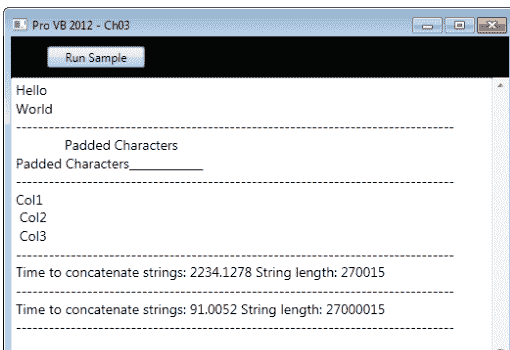 Pro VB 2012 - Ch03
Run Sample
Hello
World
--------------------------------------------------------------------------------
Padded Characters
Padded Characters___________
--------------------------------------------------------------------------------
Col1
Col2
Col3
--------------------------------------------------------------------------------
Time to concatenate strings: 2234.1278 String length: 270015
--------------------------------------------------------------------------------
Time to concatenate strings: 91.0052 String length: 27000015
--------------------------------------------------------------------------------